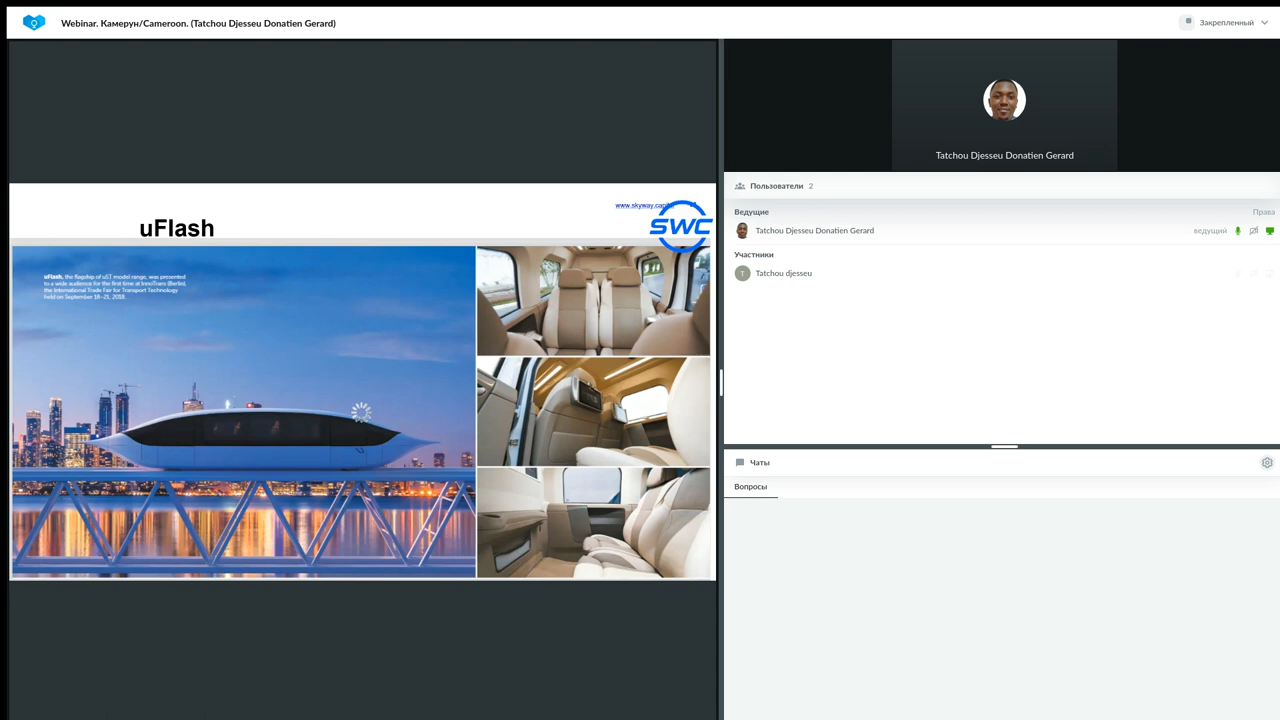 Webinar. Камерун/Cameroon. (Tatchou Djesseu Donatien Gerard)
Закрепленный
www.skyway.capital
SWC
uFlash
uFlash, the flagship of uST model range, was presented
to a wide audience for the first time at InnoTrans (Berlin),
the International Trade Fair for Transport Technology
held on September 18–21, 2018.
Tatchou Djesseu Donatien Gerard
Пользователи 2
Ведущие Права
Tatchou Djesseu Donatien Gerard ведущий
Участники
T Tatchou djesseu
Чаты
Вопросы